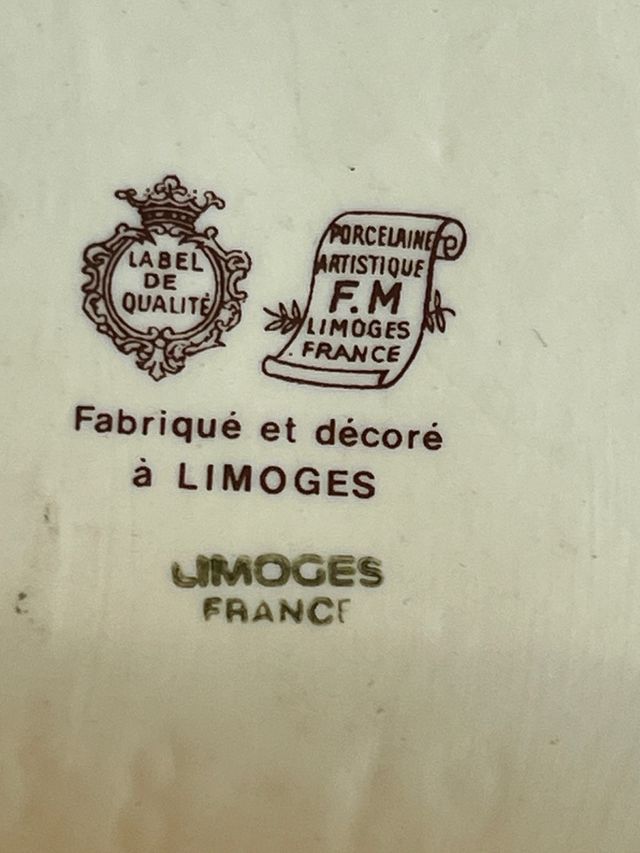 LABEL
DE
QUALITÉ
PORCELAINE
ARTISTIQUE
F.M
LIMOGES
FRANCE
Fabriqué et décoré
à LIMOGES
LIMOGES
FRANCE